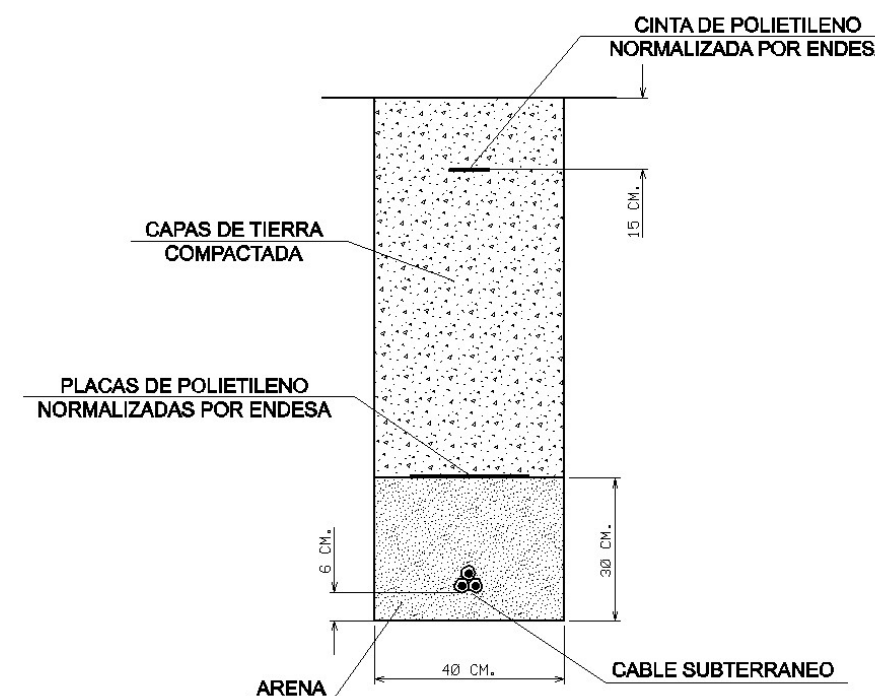 CINTA DE POLIETILENO
NORMALIZADA POR ENDES
15 CM.
CAPAS DE TIERRA
COMPACTADA
PLACAS DE POLIETILENO
NORMALIZADAS POR ENDESA
6 CM.
30 CM.
40 CM.
CABLE SUBTERRANEO
ARENA